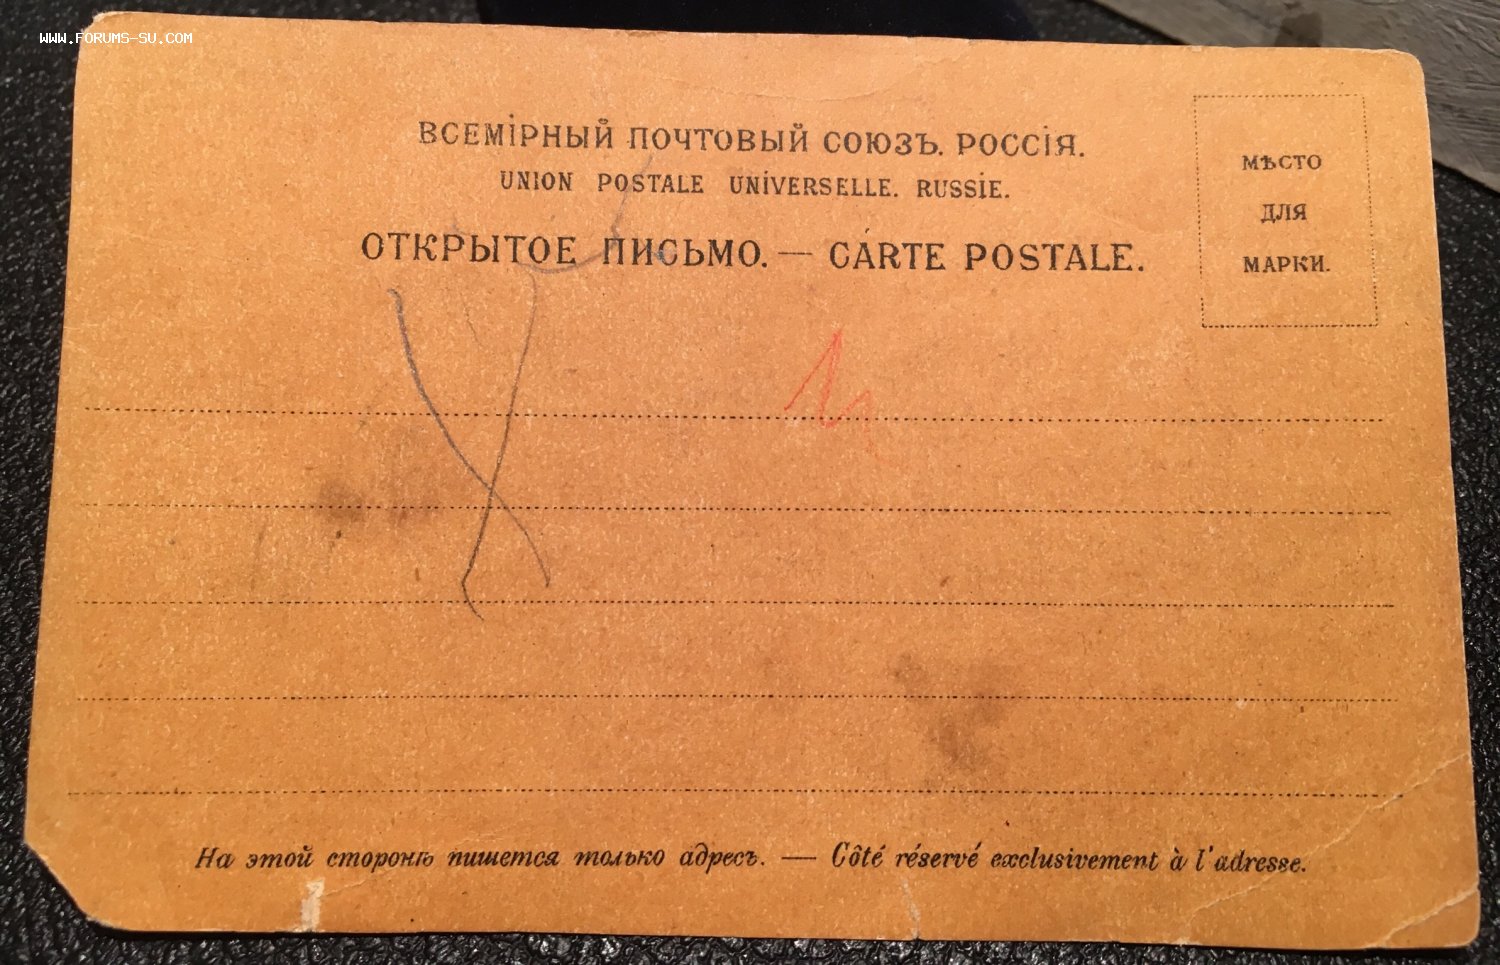 WWW.FORUMS-SU.COM
ВСЕМІРНЫЙ ПОЧТОВЫЙ СОЮЗЪ. РОССІЯ.
UNION POSTALE UNIVERSELLE. RUSSIE.
ОТКРЫТОЕ ПИСЬМО. — CARTE POSTALE.
МѢСТО
ДЛЯ
МАРКИ.
На этой сторонѣ пишется только адресъ. — Côté réservé exclusivement à l'adresse.